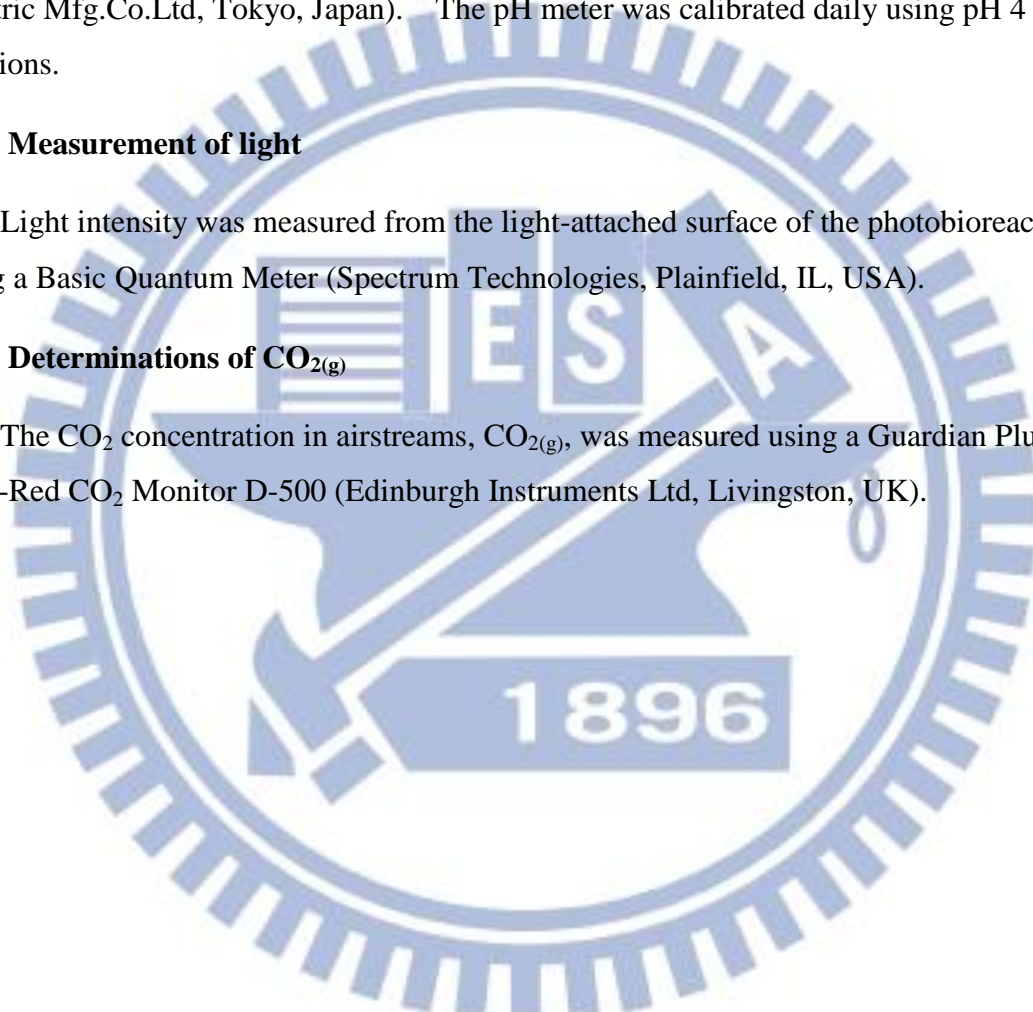 tric Mfg.Co.Ltd, Tokyo, Japan). The pH meter was calibrated daily using pH 4
ions.
Measurement of light
Light intensity was measured from the light-attached surface of the photobioreac
g a Basic Quantum Meter (Spectrum Technologies, Plainfield, IL, USA).
Determinations of CO2(g)
The CO2 concentration in airstreams, CO2(g), was measured using a Guardian Plu
-Red CO2 Monitor D-500 (Edinburgh Instruments Ltd, Livingston, UK).
E S A
1896